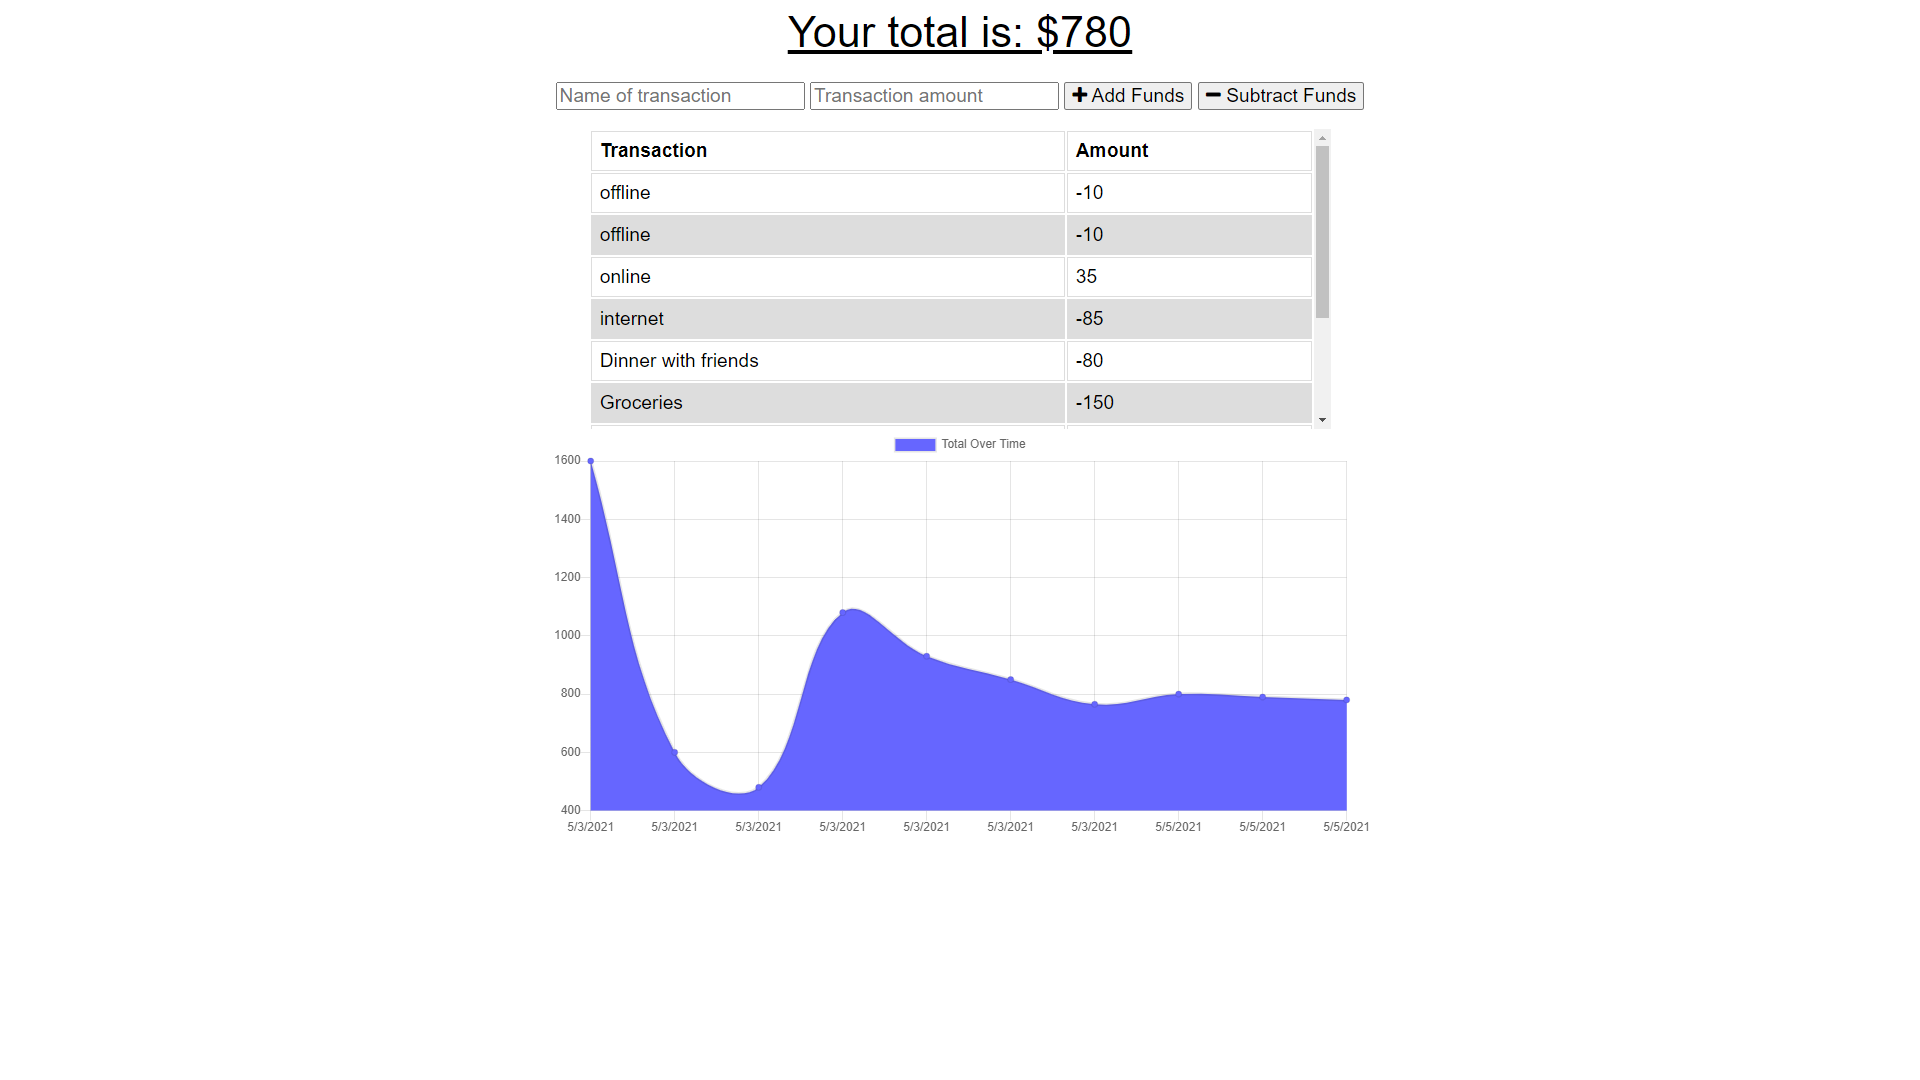 Your total is: $780
Name of transaction Transaction amount Add Funds Subtract Funds
Transaction Amount
offline -10
offline -10
online 35
internet -85
Dinner with friends -80
Groceries -150
Total Over Time
1600
1400
1200
1000
800
600
400
5/3/2021 5/3/2021 5/3/2021 5/3/2021 5/3/2021 5/3/2021 5/3/2021 5/5/2021 5/5/2021 5/5/2021